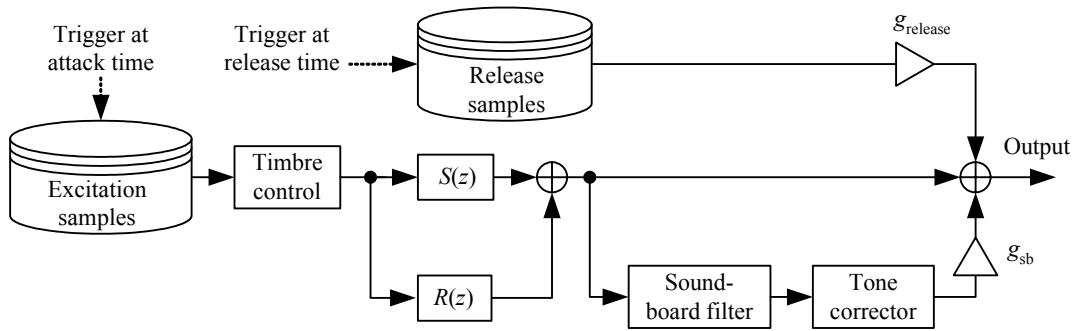 Trigger at
attack time
Trigger at
release time
Release
samples
g_release
Excitation
samples
Timbre
control
S(z)
R(z)
Output
Sound-
board filter
Tone
corrector
g_sb